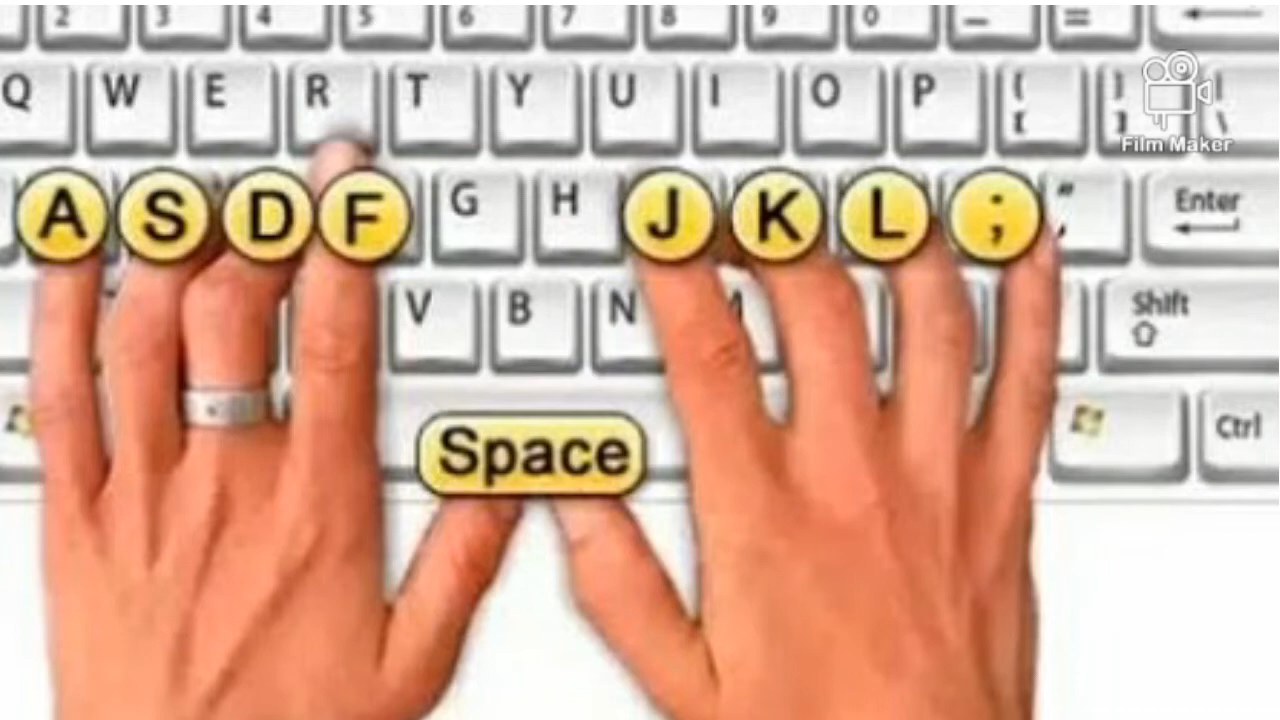 2 3 4 5 6 7 8 9 0 _ =
Q W E R T Y U I O P { [ } ] | \
Film Maker
A S D F G H J K L ; " Enter
V B N M Shift
Space Ctrl